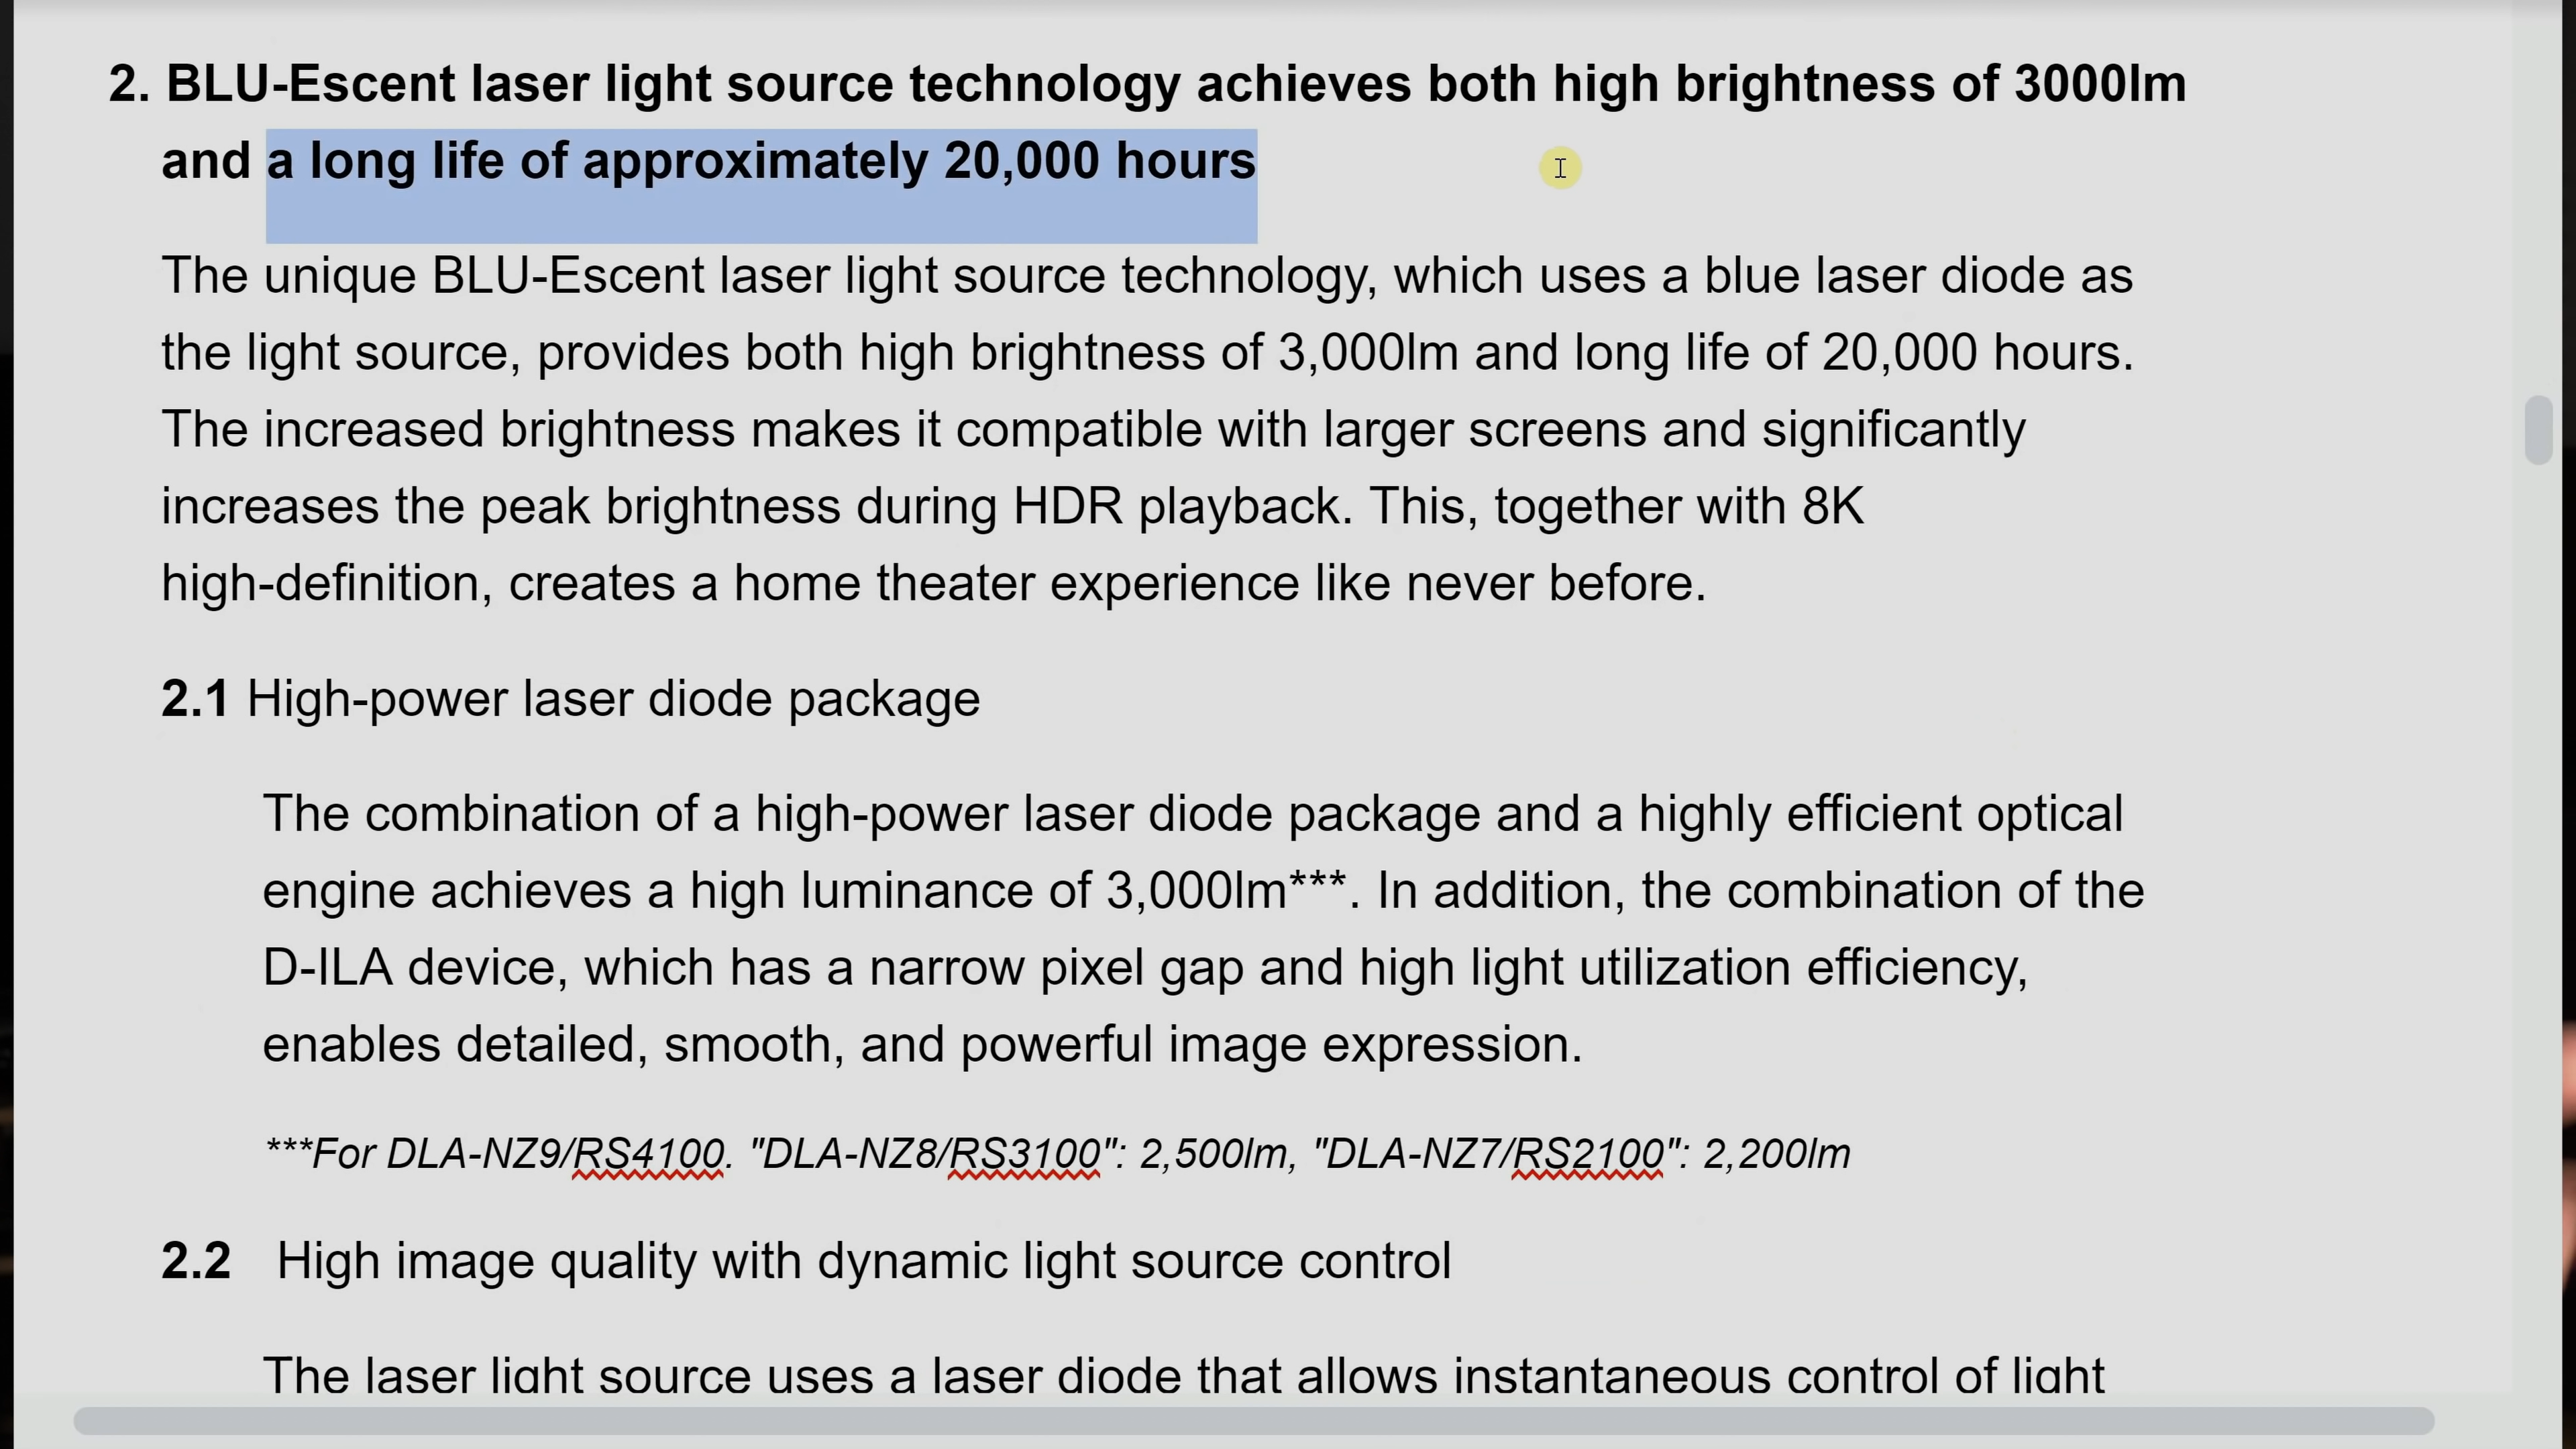 2. BLU-Escent laser light source technology achieves both high brightness of 3000lm
and a long life of approximately 20,000 hours
The unique BLU-Escent laser light source technology, which uses a blue laser diode as
the light source, provides both high brightness of 3,000lm and long life of 20,000 hours.
The increased brightness makes it compatible with larger screens and significantly
increases the peak brightness during HDR playback. This, together with 8K
high-definition, creates a home theater experience like never before.
2.1 High-power laser diode package
The combination of a high-power laser diode package and a highly efficient optical
engine achieves a high luminance of 3,000lm***. In addition, the combination of the
D-ILA device, which has a narrow pixel gap and high light utilization efficiency,
enables detailed, smooth, and powerful image expression.
***For DLA-NZ9/RS4100. "DLA-NZ8/RS3100": 2,500lm, "DLA-NZ7/RS2100": 2,200lm
2.2 High image quality with dynamic light source control
The laser light source uses a laser diode that allows instantaneous control of light